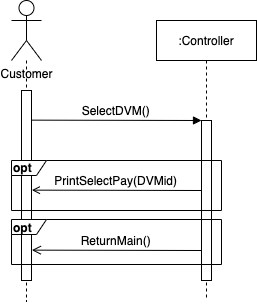 :Controller
Customer
SelectDVM()
opt
PrintSelectPay(DVMid)
opt
ReturnMain()